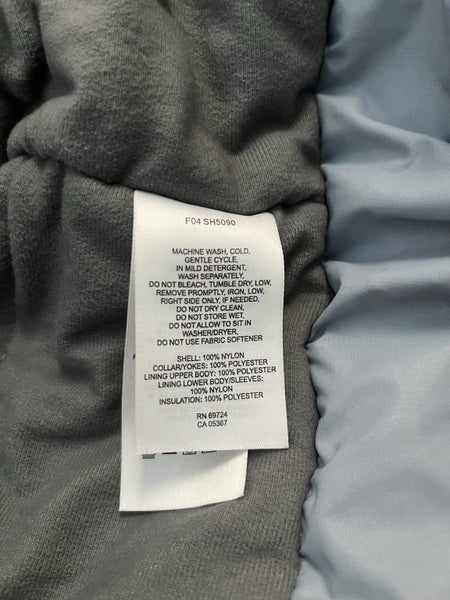 F04 SH5090
MACHINE WASH, COLD,
GENTLE CYCLE,
IN MILD DETERGENT,
WASH SEPARATELY,
DO NOT BLEACH, TUMBLE DRY, LOW,
REMOVE PROMPTLY, IRON, LOW,
RIGHT SIDE ONLY, IF NEEDED,
DO NOT DRY CLEAN,
DO NOT STORE WET,
DO NOT ALLOW TO SIT IN
WASHER/DRYER,
DO NOT USE FABRIC SOFTENER
SHELL: 100% NYLON
COLLAR/YOKES: 100% POLYESTER
LINING UPPER BODY: 100% POLYESTER
LINING LOWER BODY/SLEEVES:
100% NYLON
INSULATION: 100% POLYESTER
RN 69724
CA 05367